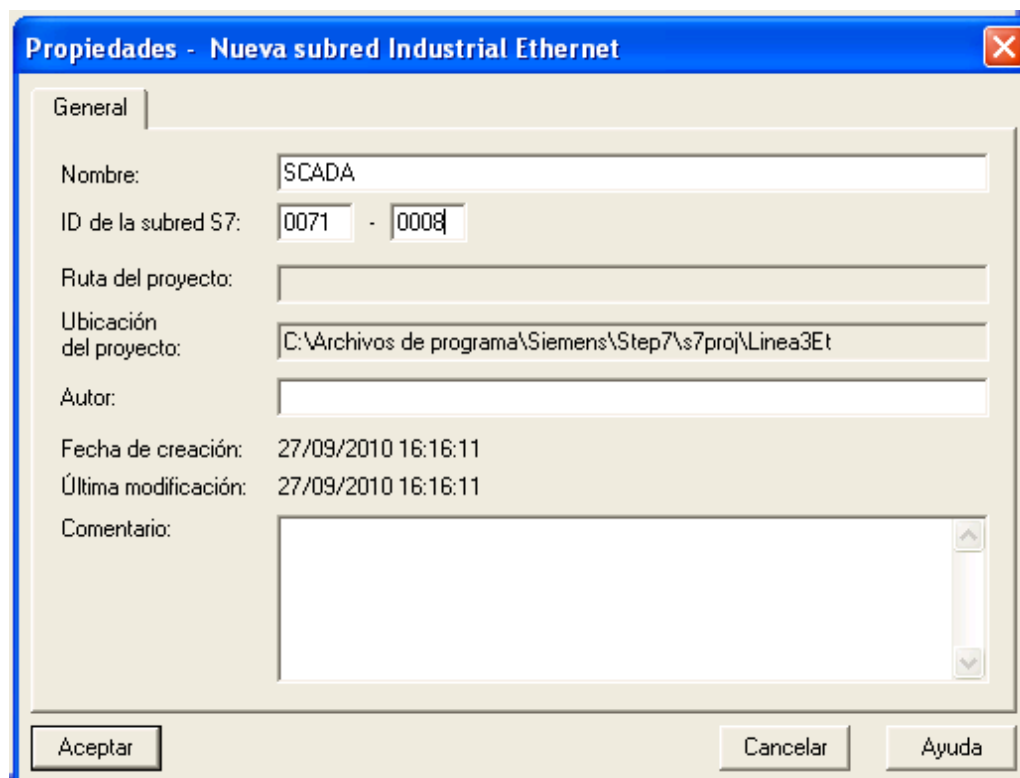 Propiedades - Nueva subred Industrial Ethernet
General
Nombre: SCADA
ID de la subred S7: 0071 - 0008
Ruta del proyecto:
Ubicación
del proyecto: C:\Archivos de programa\Siemens\Step7\s7proj\Linea3Et
Autor:
Fecha de creación: 27/09/2010 16:16:11
Última modificación: 27/09/2010 16:16:11
Comentario:
Aceptar Cancelar Ayuda